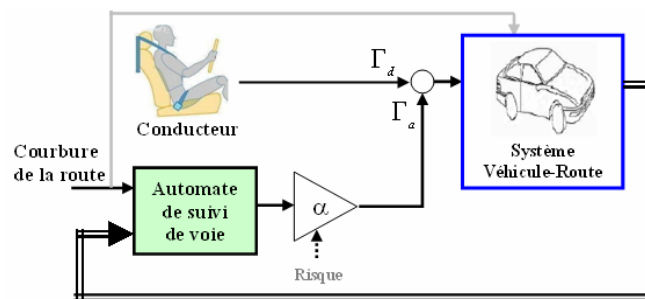 Γd
Conducteur
Γa
Système
Véhicule-Route
Courbure
de la route
Automate
de suivi
de voie
α
Risque